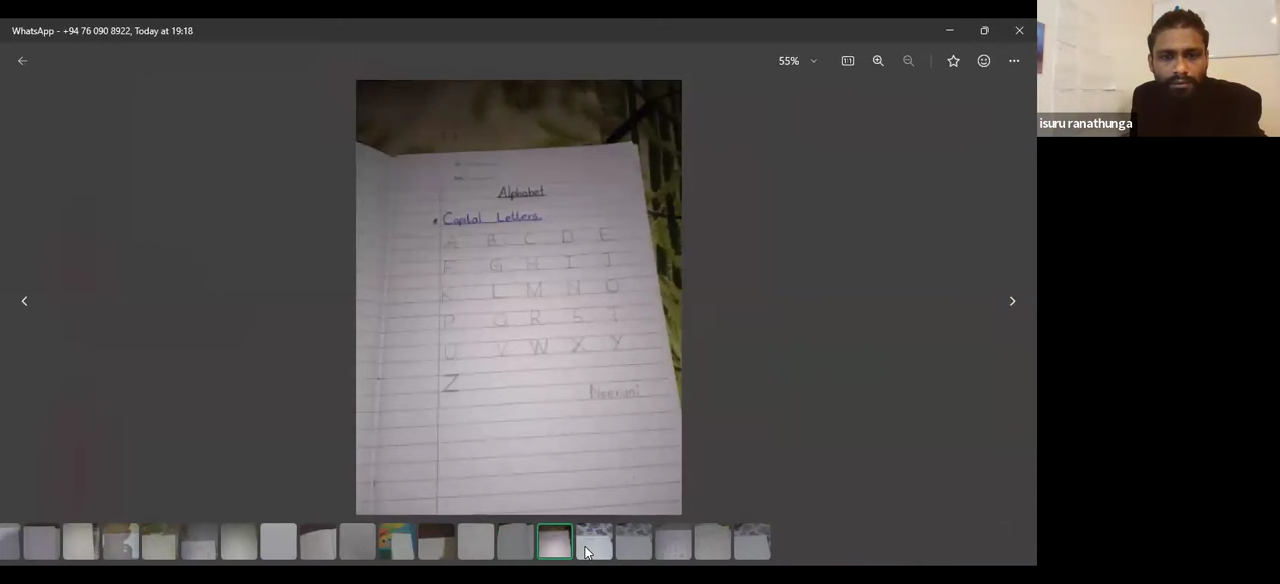 WhatsApp - +94 76 090 8922, Today at 19:18
55%
isuru ranathunga
Alphabet
Capital Letters
A B C D E
F G H I J
K L M N O
P Q R S T
U V W X Y
Z